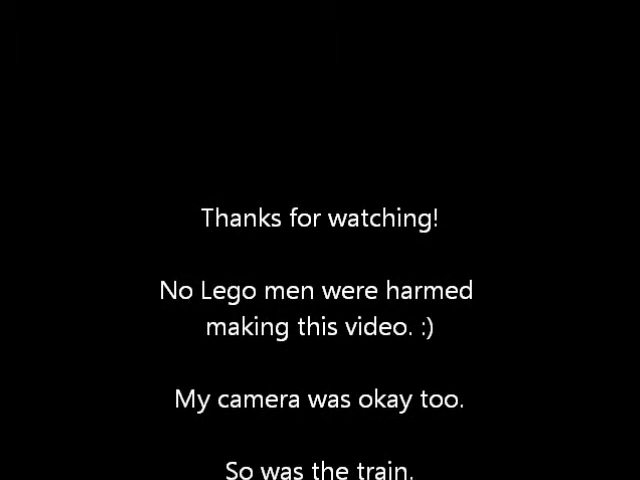 Thanks for watching!
No Lego men were harmed
making this video. :)
My camera was okay too.
So was the train.